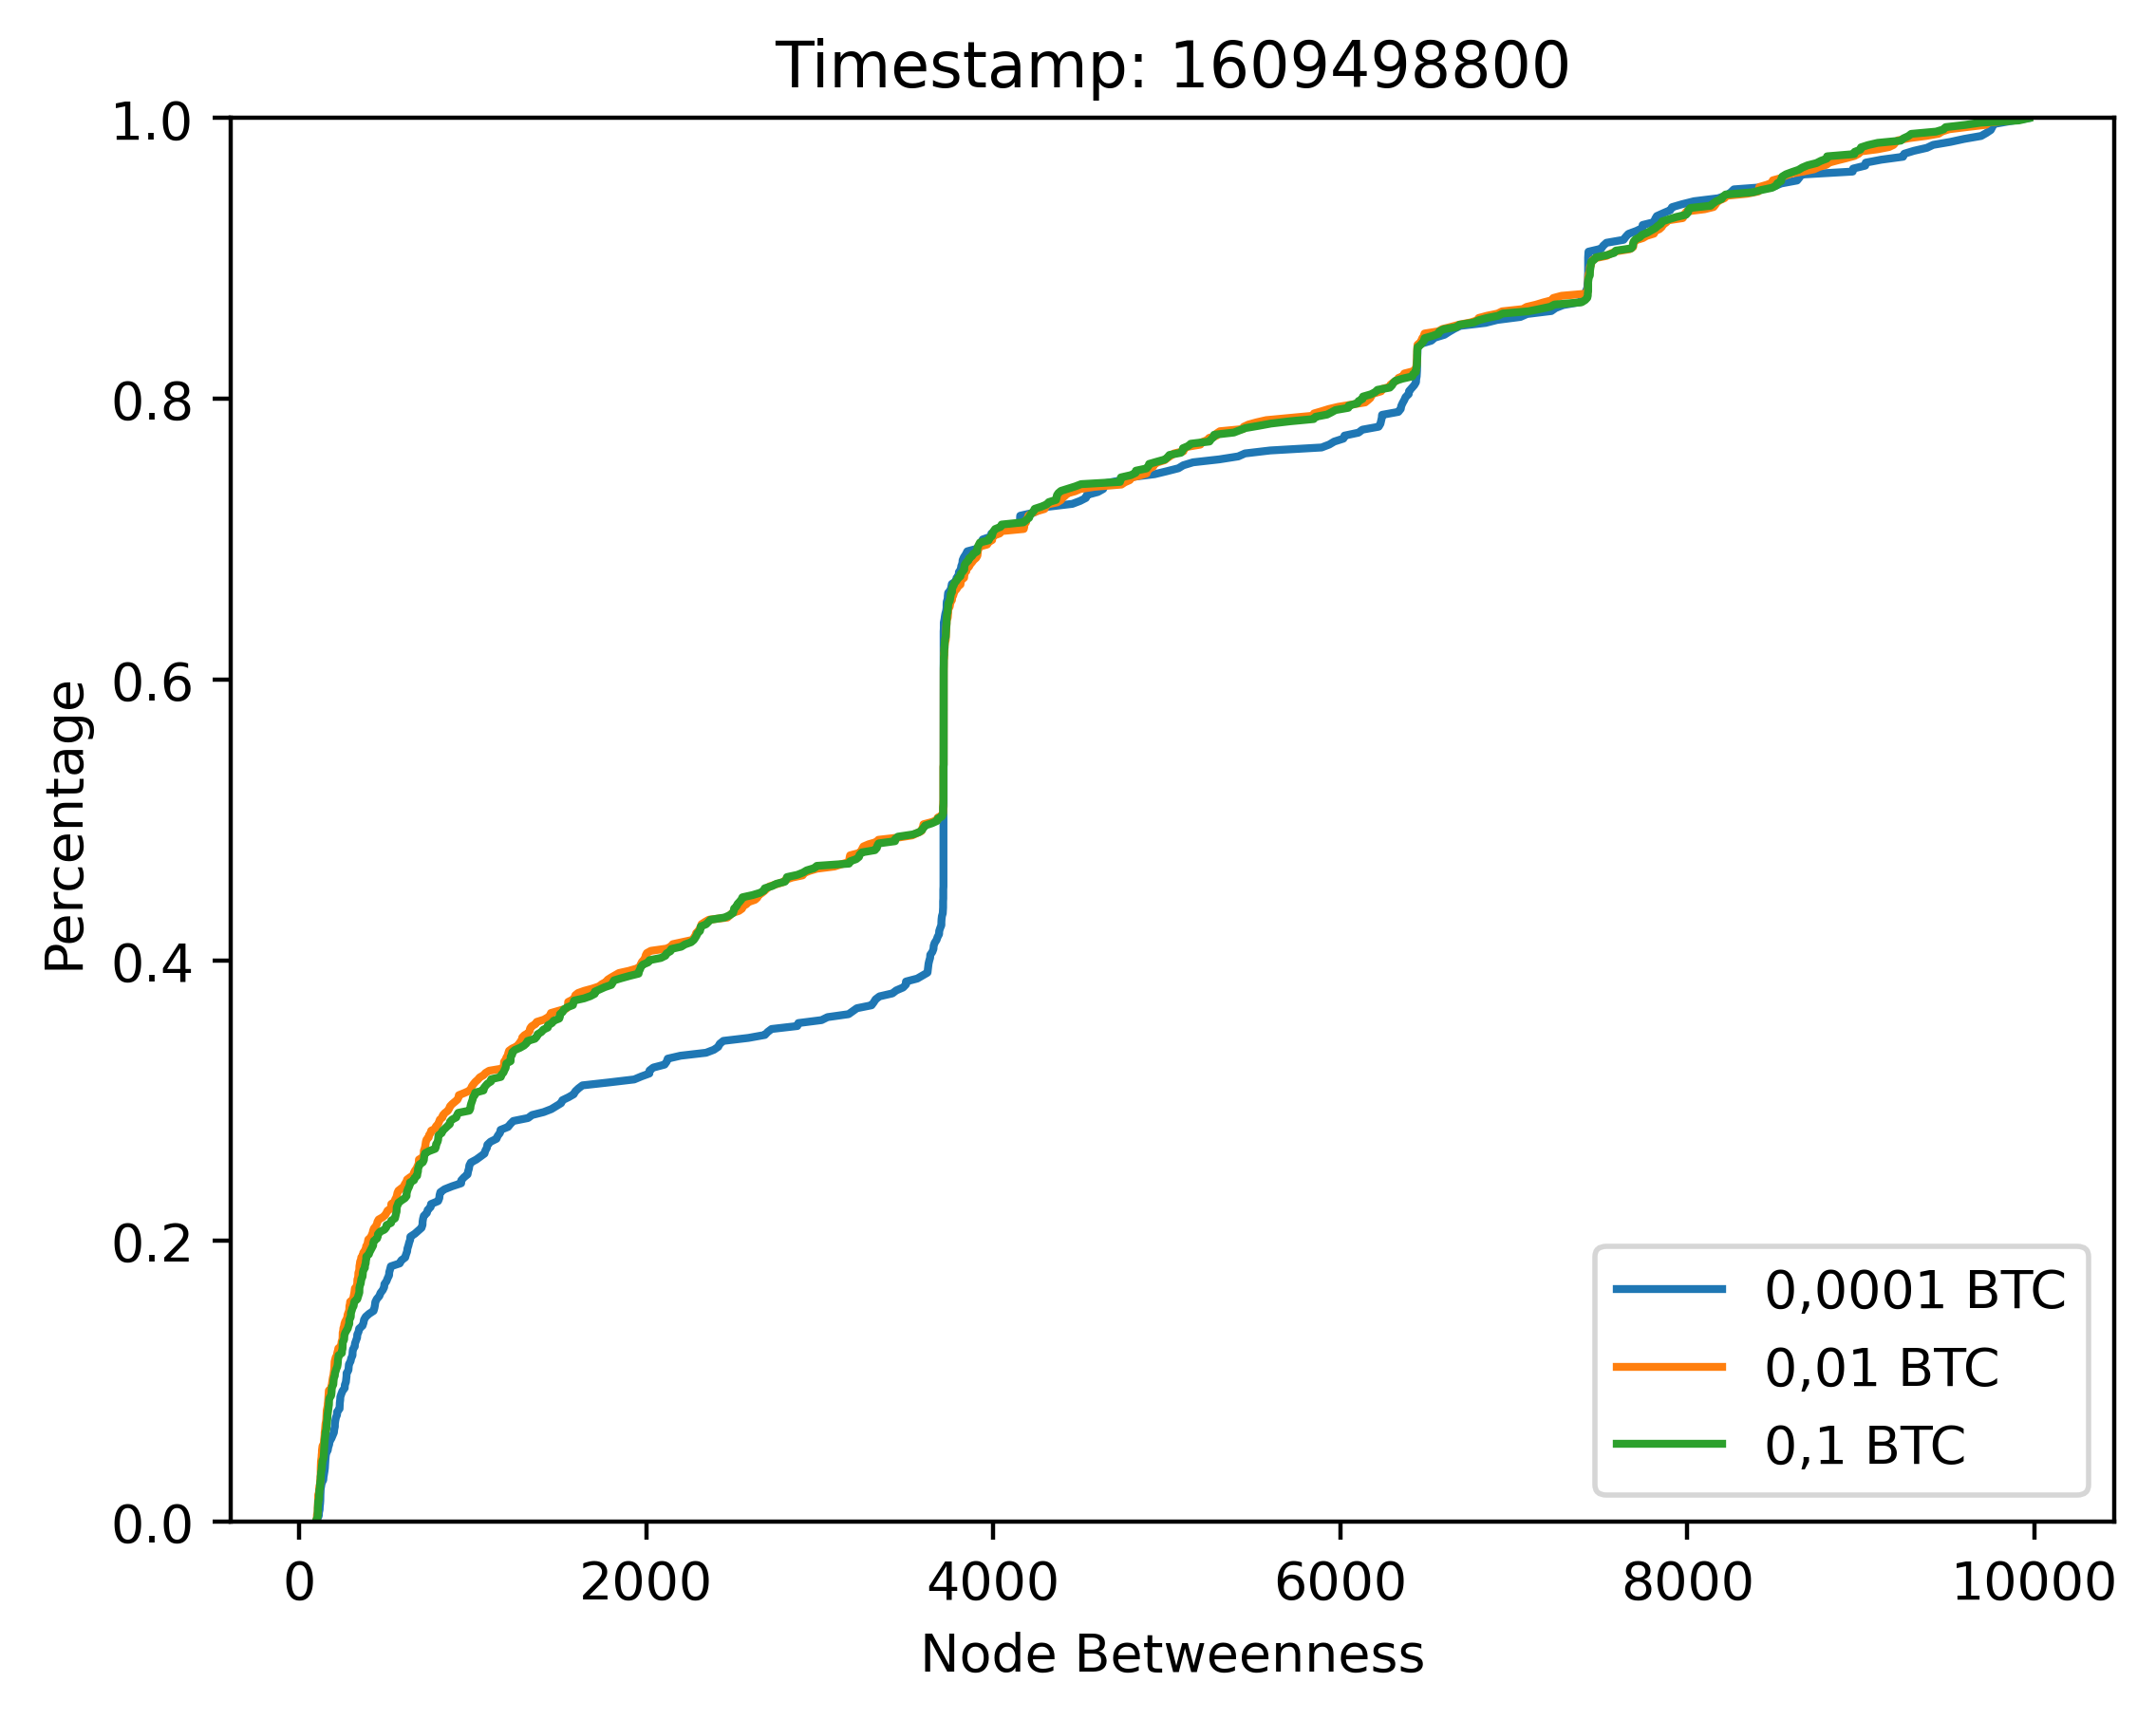 Timestamp: 1609498800
1.0
0.8
0.6
0.4
0.2
0.0
Percentage
0 2000 4000 6000 8000 10000
Node Betweenness
0,0001 BTC
0,01 BTC
0,1 BTC